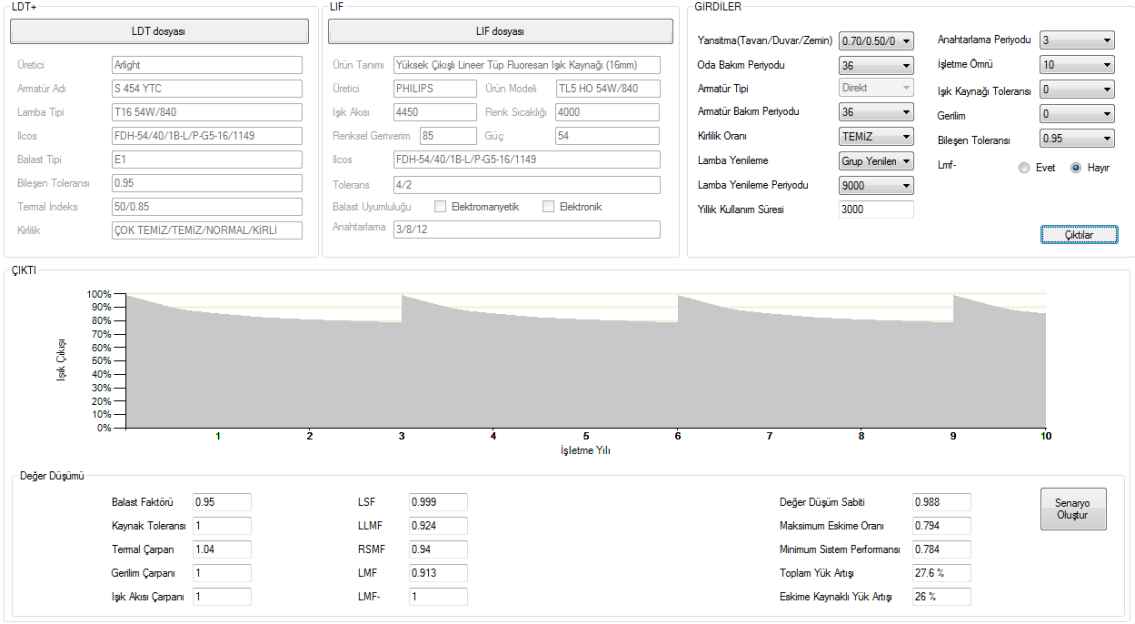 LDT+
LDT dosyası
Üretici Arlight
Armatür Adı S 454 YTC
Lamba Tipi T16 54W/840
Ilcos FDH-54/40/1B-L/P-G5-16/1149
Balast Tipi E1
Bileşen Toleransı 0.95
Termal İndeks 50/0.85
Kirlilik ÇOK TEMİZ/TEMİZ/NORMAL/KİRLİ
LIF
LIF dosyası
Ürün Tanımı Yüksek Çıkışlı Lineer Tüp Fluoresan Işık Kaynağı (16mm)
Üretici PHILIPS Ürün Modeli TL5 HO 54W/840
Işık Akısı 4450 Renk Sıcaklığı 4000
Renksel Geriverim 85 Güç 54
Ilcos FDH-54/40/1B-L/P-G5-16/1149
Tolerans 4/2
Balast Uyumluluğu Elektromanyetik Elektronik
Anahtarlama 3/8/12
GİRDİLER
Yansıtma(Tavan/Duvar/Zemin) 0.70/0.50/0
Oda Bakım Periyodu 36
Armatür Tipi Direkt
Armatür Bakım Periyodu 36
Kirlilik Oranı TEMİZ
Lamba Yenileme Grup Yenilen
Lamba Yenileme Periyodu 9000
Yıllık Kullanım Süresi 3000
Anahtarlama Periyodu 3
İşletme Ömrü 10
Işık Kaynağı Toleransı 0
Gerilim 0
Bileşen Toleransı 0.95
Lmf- Evet Hayır
Çıktılar
ÇIKTI
100%
90%
80%
70%
60%
50%
40%
30%
20%
10%
0%
Işık Çıkışı
1 2 3 4 5 6 7 8 9 10
İşletme Yılı
Değer Düşümü
Balast Faktörü 0.95
Kaynak Toleransı 1
Termal Çarpan 1.04
Gerilim Çarpanı 1
Işık Akısı Çarpanı 1
LSF 0.999
LLMF 0.924
RSMF 0.94
LMF 0.913
LMF- 1
Değer Düşüm Sabiti 0.988
Maksimum Eskime Oranı 0.794
Minimum Sistem Performansı 0.784
Toplam Yük Artışı 27.6 %
Eskime Kaynaklı Yük Artışı 26 %
Senaryo
Oluştur